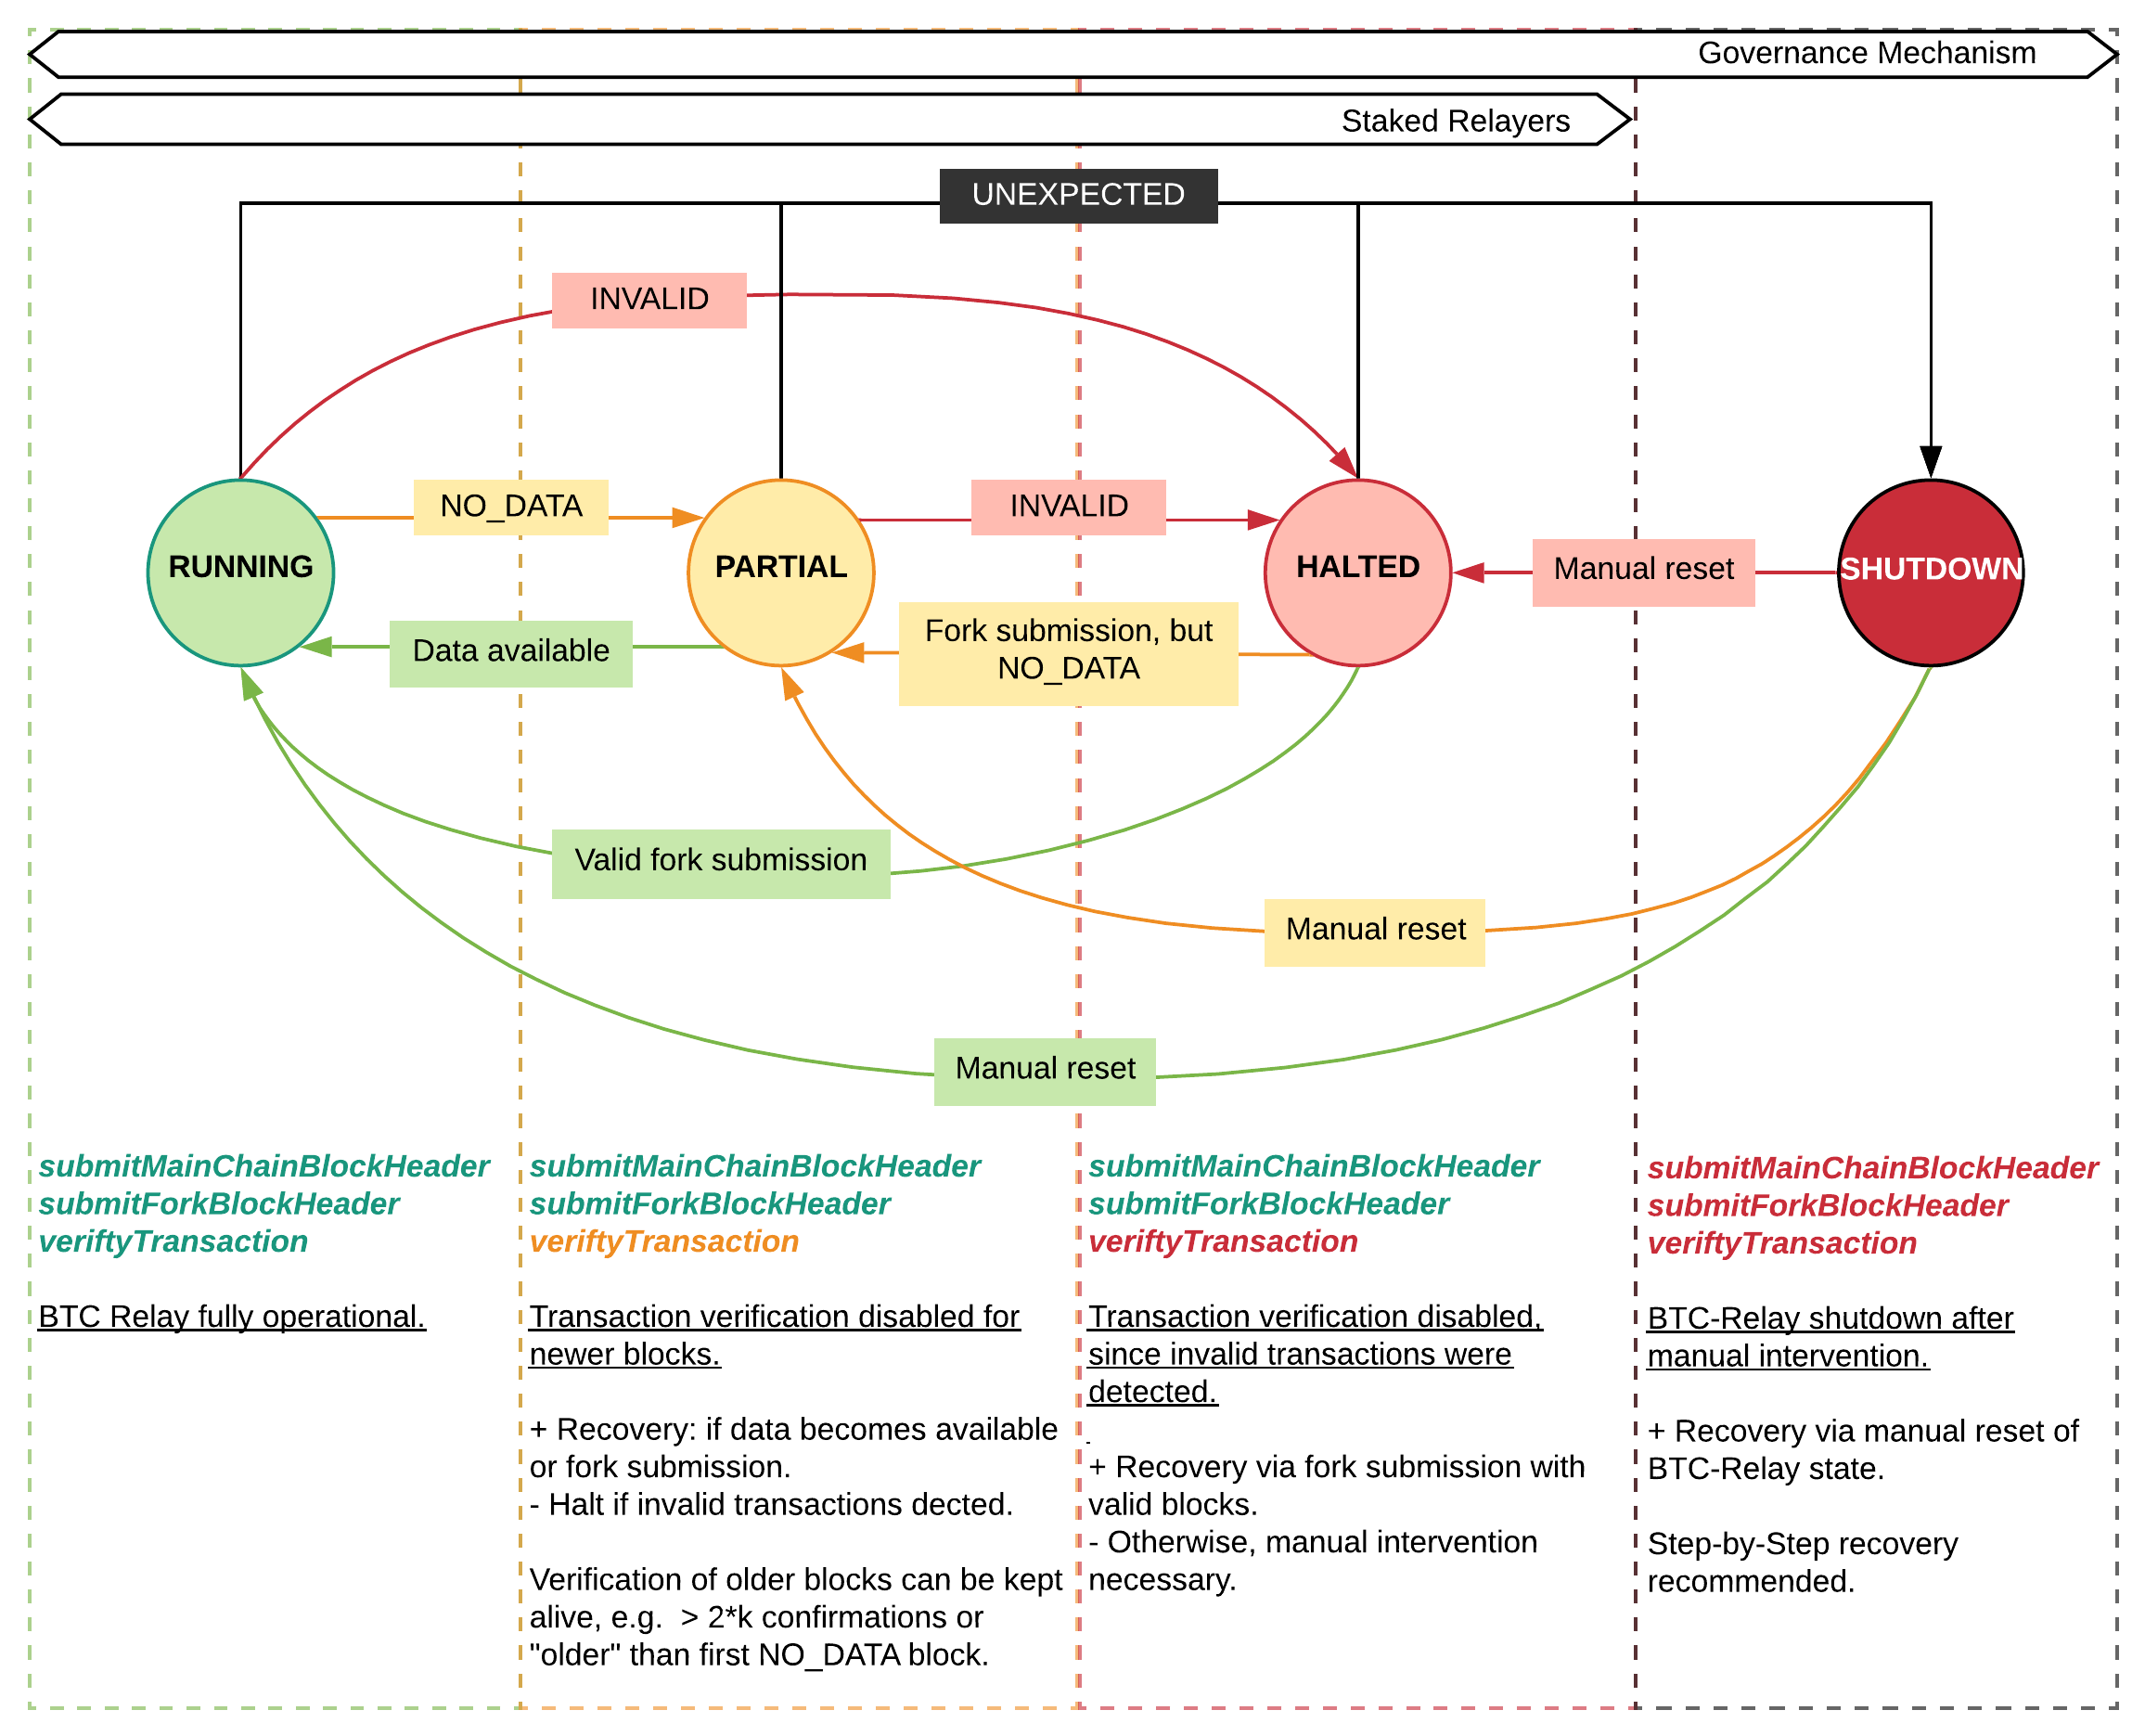 Governance Mechanism
Staked Relayers
UNEXPECTED
INVALID
NO_DATA
INVALID
RUNNING
PARTIAL
HALTED
Manual reset
SHUTDOWN
Data available
Fork submission, but
NO_DATA
Valid fork submission
Manual reset
Manual reset
submitMainChainBlockHeader
submitForkBlockHeader
veriftyTransaction
BTC Relay fully operational.
submitMainChainBlockHeader
submitForkBlockHeader
veriftyTransaction
Transaction verification disabled for
newer blocks.
+ Recovery: if data becomes available
or fork submission.
- Halt if invalid transactions dected.
Verification of older blocks can be kept
alive, e.g.  > 2*k confirmations or
"older" than first NO_DATA block.
submitMainChainBlockHeader
submitForkBlockHeader
veriftyTransaction
Transaction verification disabled,
since invalid transactions were
detected.
+ Recovery via fork submission with
valid blocks.
- Otherwise, manual intervention
necessary.
submitMainChainBlockHeader
submitForkBlockHeader
veriftyTransaction
BTC-Relay shutdown after
manual intervention.
+ Recovery via manual reset of
BTC-Relay state.
Step-by-Step recovery
recommended.